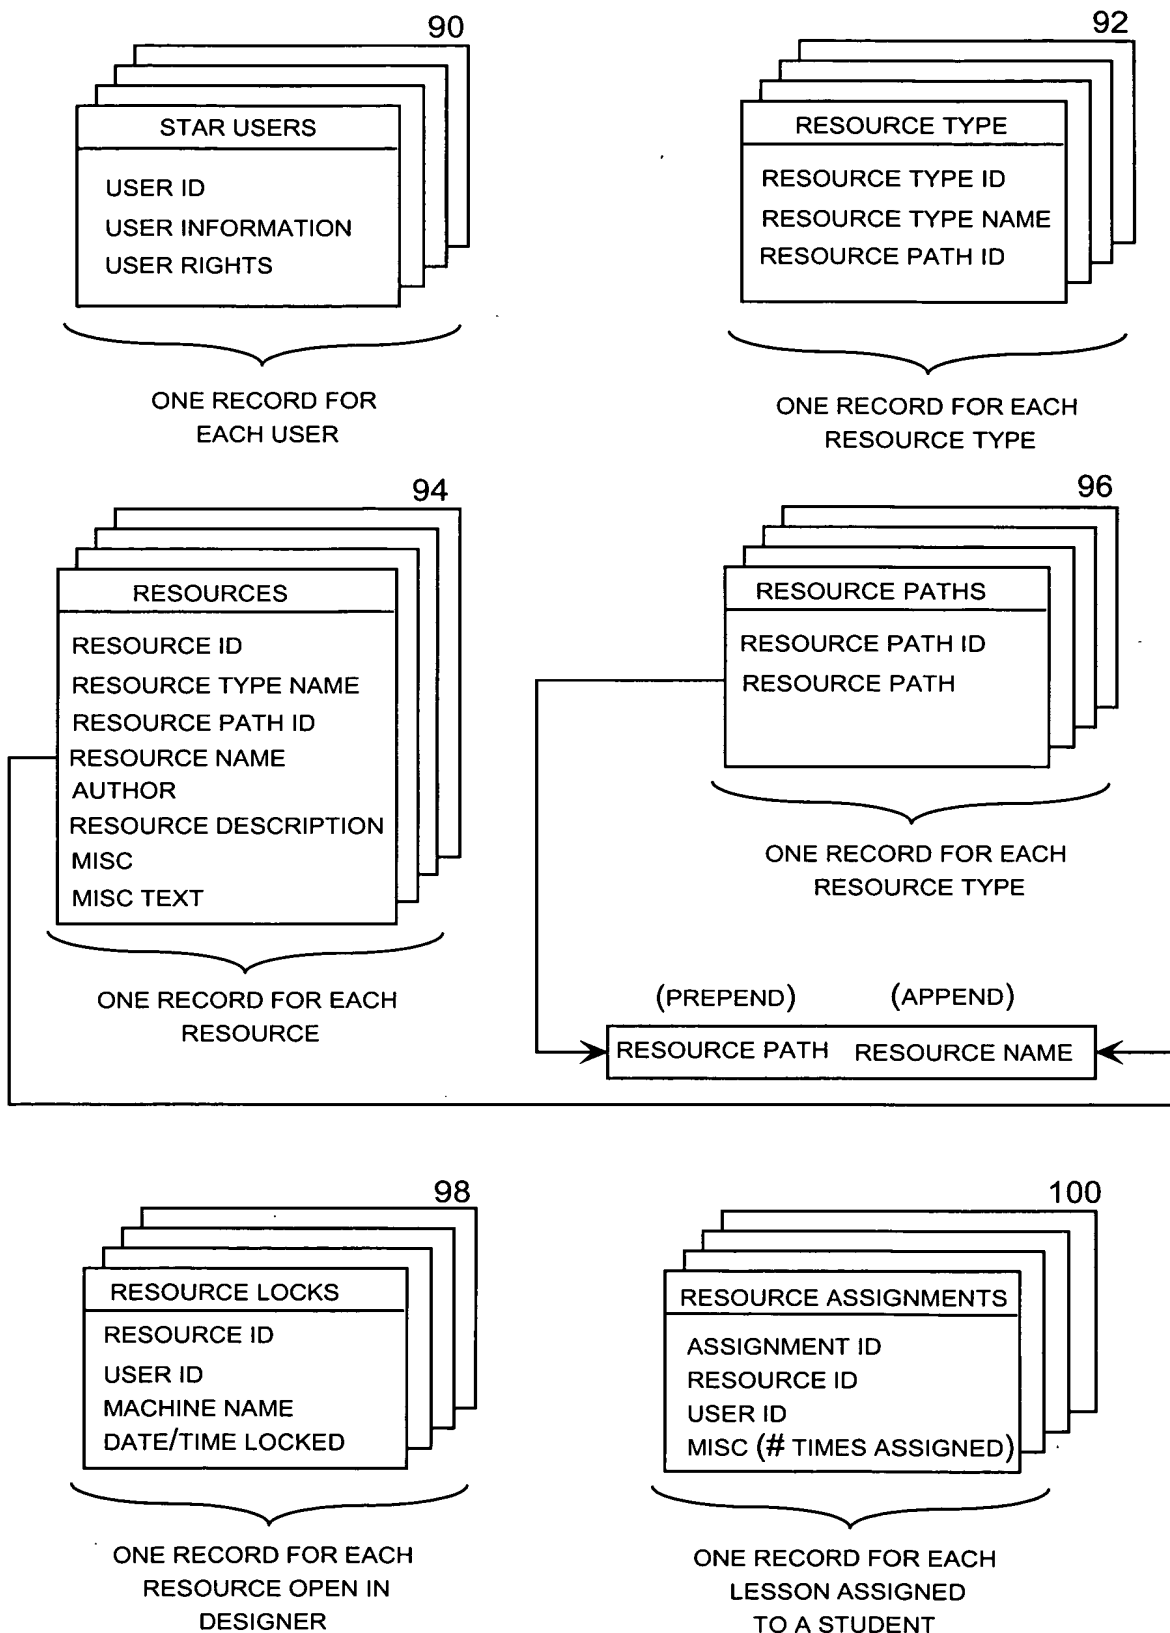 90
STAR USERS
USER ID
USER INFORMATION
USER RIGHTS
ONE RECORD FOR
EACH USER
92
RESOURCE TYPE
RESOURCE TYPE ID
RESOURCE TYPE NAME
RESOURCE PATH ID
ONE RECORD FOR EACH
RESOURCE TYPE
94
RESOURCES
RESOURCE ID
RESOURCE TYPE NAME
RESOURCE PATH ID
RESOURCE NAME
AUTHOR
RESOURCE DESCRIPTION
MISC
MISC TEXT
ONE RECORD FOR EACH
RESOURCE
96
RESOURCE PATHS
RESOURCE PATH ID
RESOURCE PATH
ONE RECORD FOR EACH
RESOURCE TYPE
(PREPEND) (APPEND)
RESOURCE PATH RESOURCE NAME
98
RESOURCE LOCKS
RESOURCE ID
USER ID
MACHINE NAME
DATE/TIME LOCKED
ONE RECORD FOR EACH
RESOURCE OPEN IN
DESIGNER
100
RESOURCE ASSIGNMENTS
ASSIGNMENT ID
RESOURCE ID
USER ID
MISC (# TIMES ASSIGNED)
ONE RECORD FOR EACH
LESSON ASSIGNED
TO A STUDENT